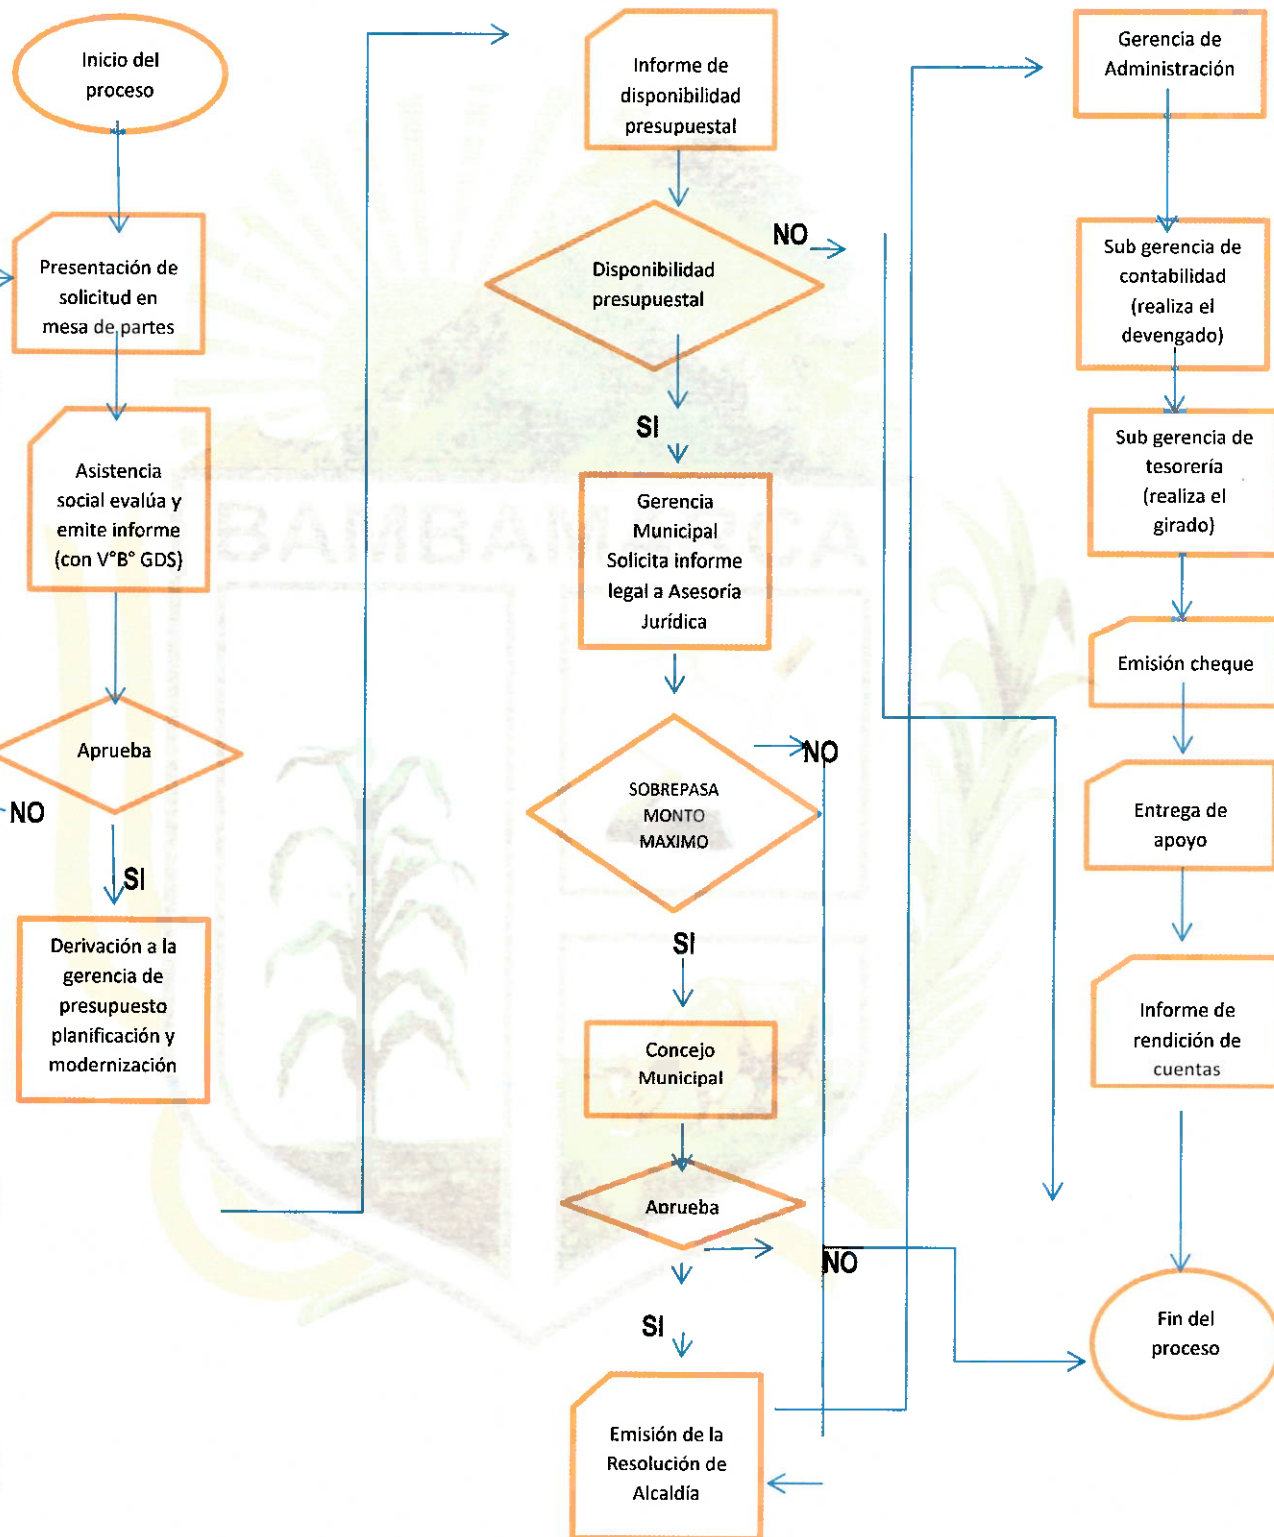 Inicio del
proceso
Presentación de
solicitud en
mesa de partes
Asistencia
social evalúa y
emite informe
(con V°B° GDS)
Aprueba
NO
SI
Derivación a la
gerencia de
presupuesto
planificación y
modernización
Informe de
disponibilidad
presupuestal
Disponibilidad
presupuestal
NO
SI
Gerencia
Municipal
Solicita informe
legal a Asesoría
Jurídica
SOBREPASA
MONTO
MAXIMO
NO
SI
Concejo
Municipal
Aprueba
NO
SI
Emisión de la
Resolución de
Alcaldía
Gerencia de
Administración
Sub gerencia de
contabilidad
(realiza el
devengado)
Sub gerencia de
tesorería
(realiza el
girado)
Emisión cheque
Entrega de
apoyo
Informe de
rendición de
cuentas
Fin del
proceso